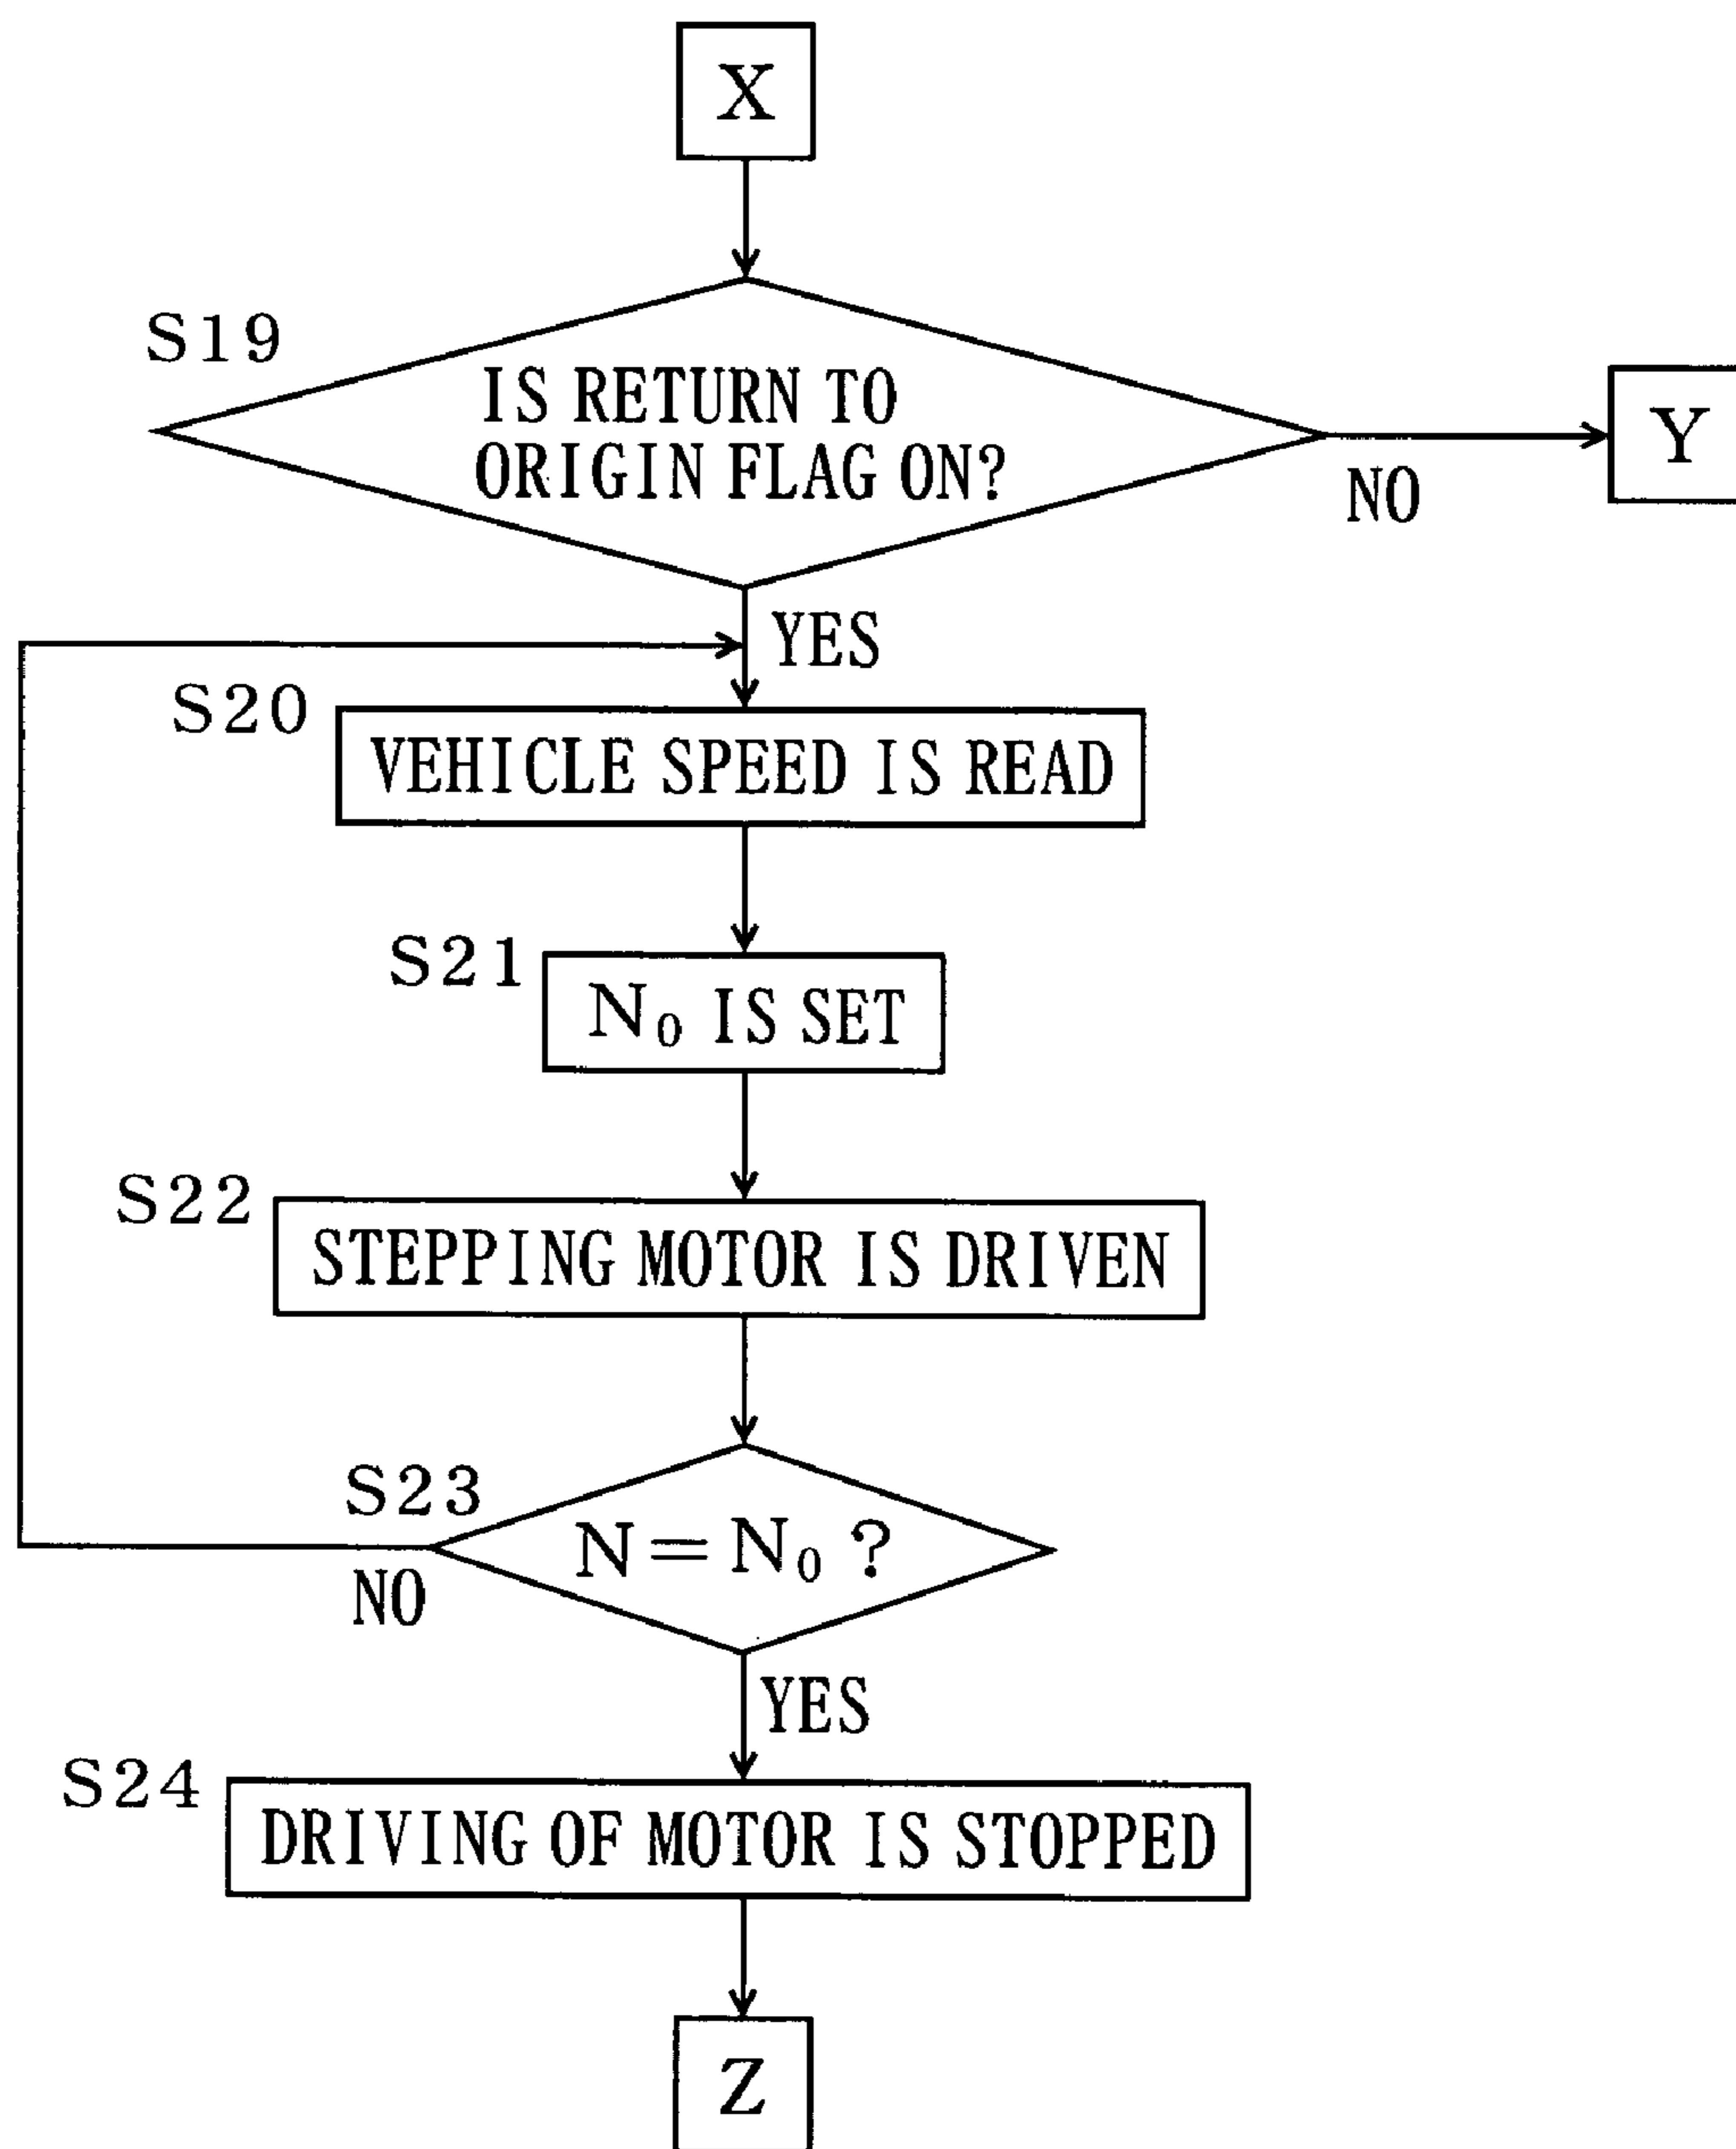 X
S19
IS RETURN TO
ORIGIN FLAG ON?
Y
NO
YES
S20
VEHICLE SPEED IS READ
S21
N₀ IS SET
S22
STEPPING MOTOR IS DRIVEN
S23
N=N₀ ?
NO
YES
S24
DRIVING OF MOTOR IS STOPPED
Z